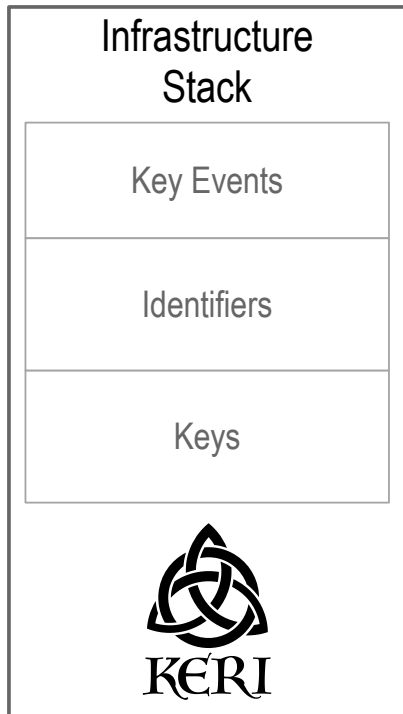 Infrastructure
Stack
Key Events
Identifiers
Keys
KERI